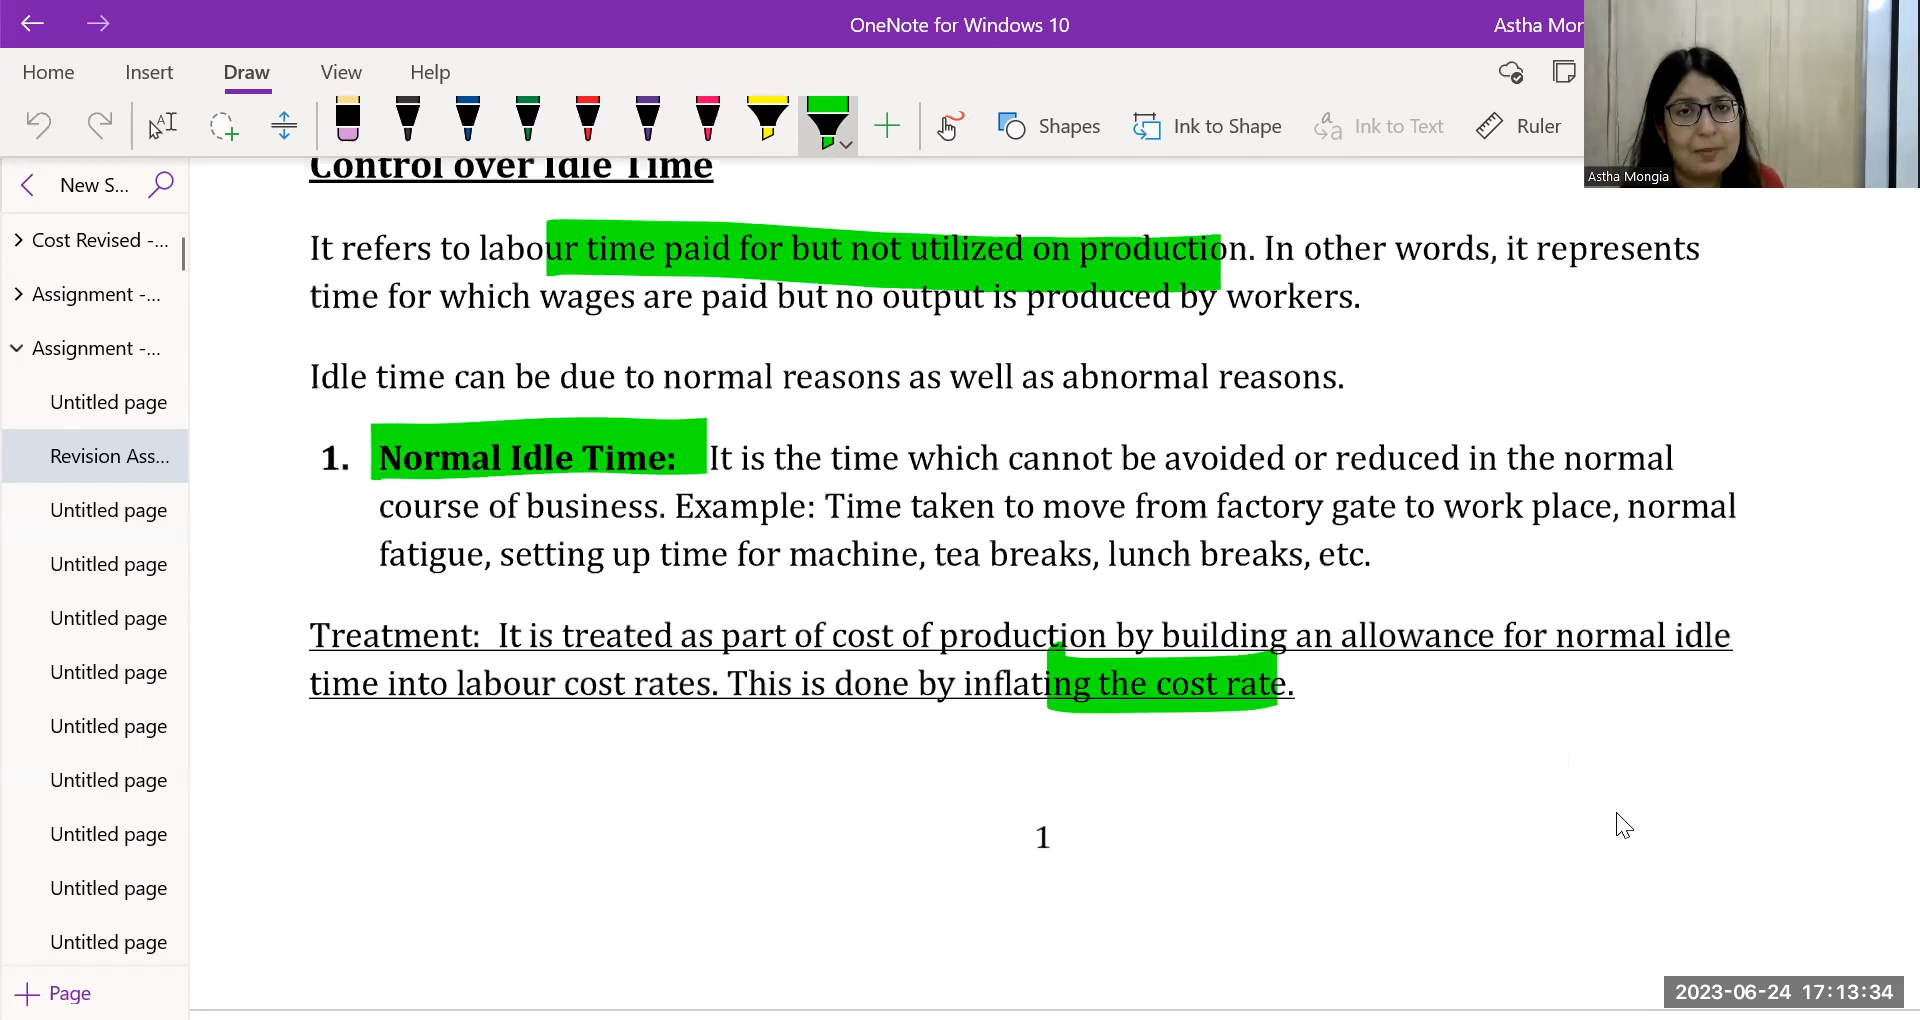 OneNote for Windows 10
Astha Mon
Home Insert Draw View Help
Shapes Ink to Shape Ink to Text Ruler
Astha Mongia
New S...
Cost Revised -...
Assignment -...
Assignment -...
Untitled page
Revision Ass...
Untitled page
Untitled page
Untitled page
Untitled page
Untitled page
Untitled page
Untitled page
Untitled page
Untitled page
Page
Control over Idle Time
It refers to labour time paid for but not utilized on production. In other words, it represents
time for which wages are paid but no output is produced by workers.
Idle time can be due to normal reasons as well as abnormal reasons.
1. Normal Idle Time: It is the time which cannot be avoided or reduced in the normal
course of business. Example: Time taken to move from factory gate to work place, normal
fatigue, setting up time for machine, tea breaks, lunch breaks, etc.
Treatment: It is treated as part of cost of production by building an allowance for normal idle
time into labour cost rates. This is done by inflating the cost rate.
1
2023-06-24 17:13:34